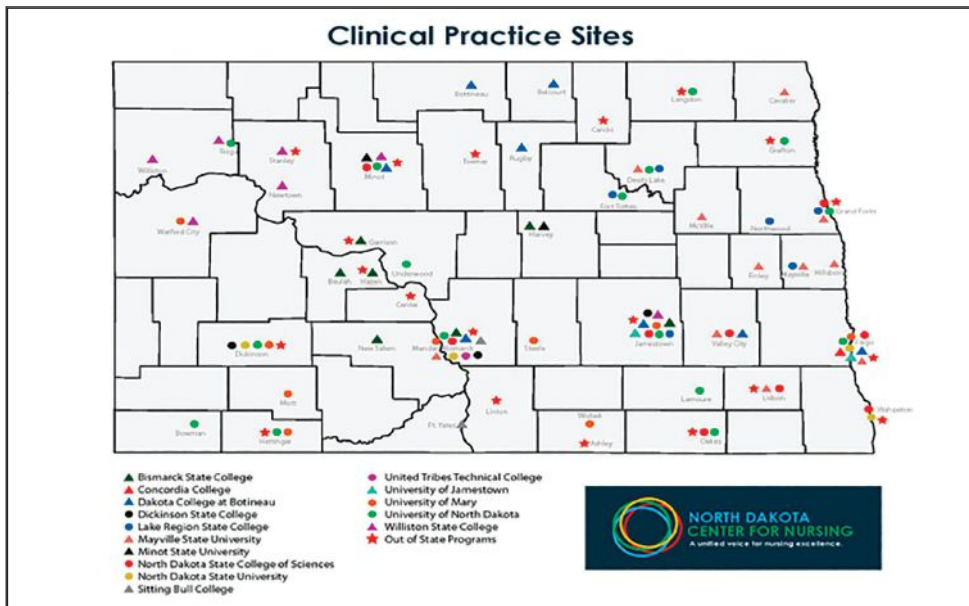 Clinical Practice Sites
Bottineau
Belcourt
Langdon
Cavalier
Cando
Tioga
Stanley
Minot
Towner
Rugby
Grafton
Williston
Devils Lake
Newtown
Fort Totten
Grand Forks
Watford City
McVille
Northwood
Harvey
Garrison
Underwood
Beulah
Hazen
Finley
Mayville
Hillsboro
Center
Dickinson
New Salem
Mandan
Bismarck
Steele
Jamestown
Valley City
Fargo
Mott
Linton
Lamoure
Lisbon
Wahpeton
Bowman
Hettinger
Ft. Yates
Wishek
Ashley
Oakes
Bismarck State College
Concordia College
Dakota College at Botineau
Dickinson State College
Lake Region State College
Mayville State University
Minot State University
North Dakota State College of Sciences
North Dakota State University
Sitting Bull College
United Tribes Technical College
University of Jamestown
University of Mary
University of North Dakota
Williston State College
Out of State Programs
NORTH DAKOTA
CENTER FOR NURSING
A unified voice for nursing excellence.